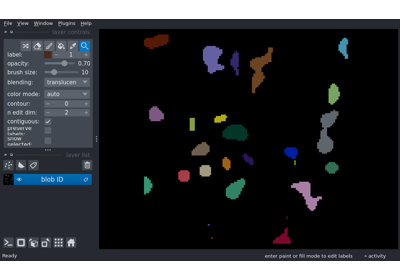 File View Window Plugins Help
layer controls
label: 1
opacity: 0.70
brush size: 10
blending: translucen
color mode: auto
contour: 0
n edit dim: 2
contiguous:
preserve labels:
show selected:
layer list
blob ID
Ready enter paint or fill mode to edit labels activity